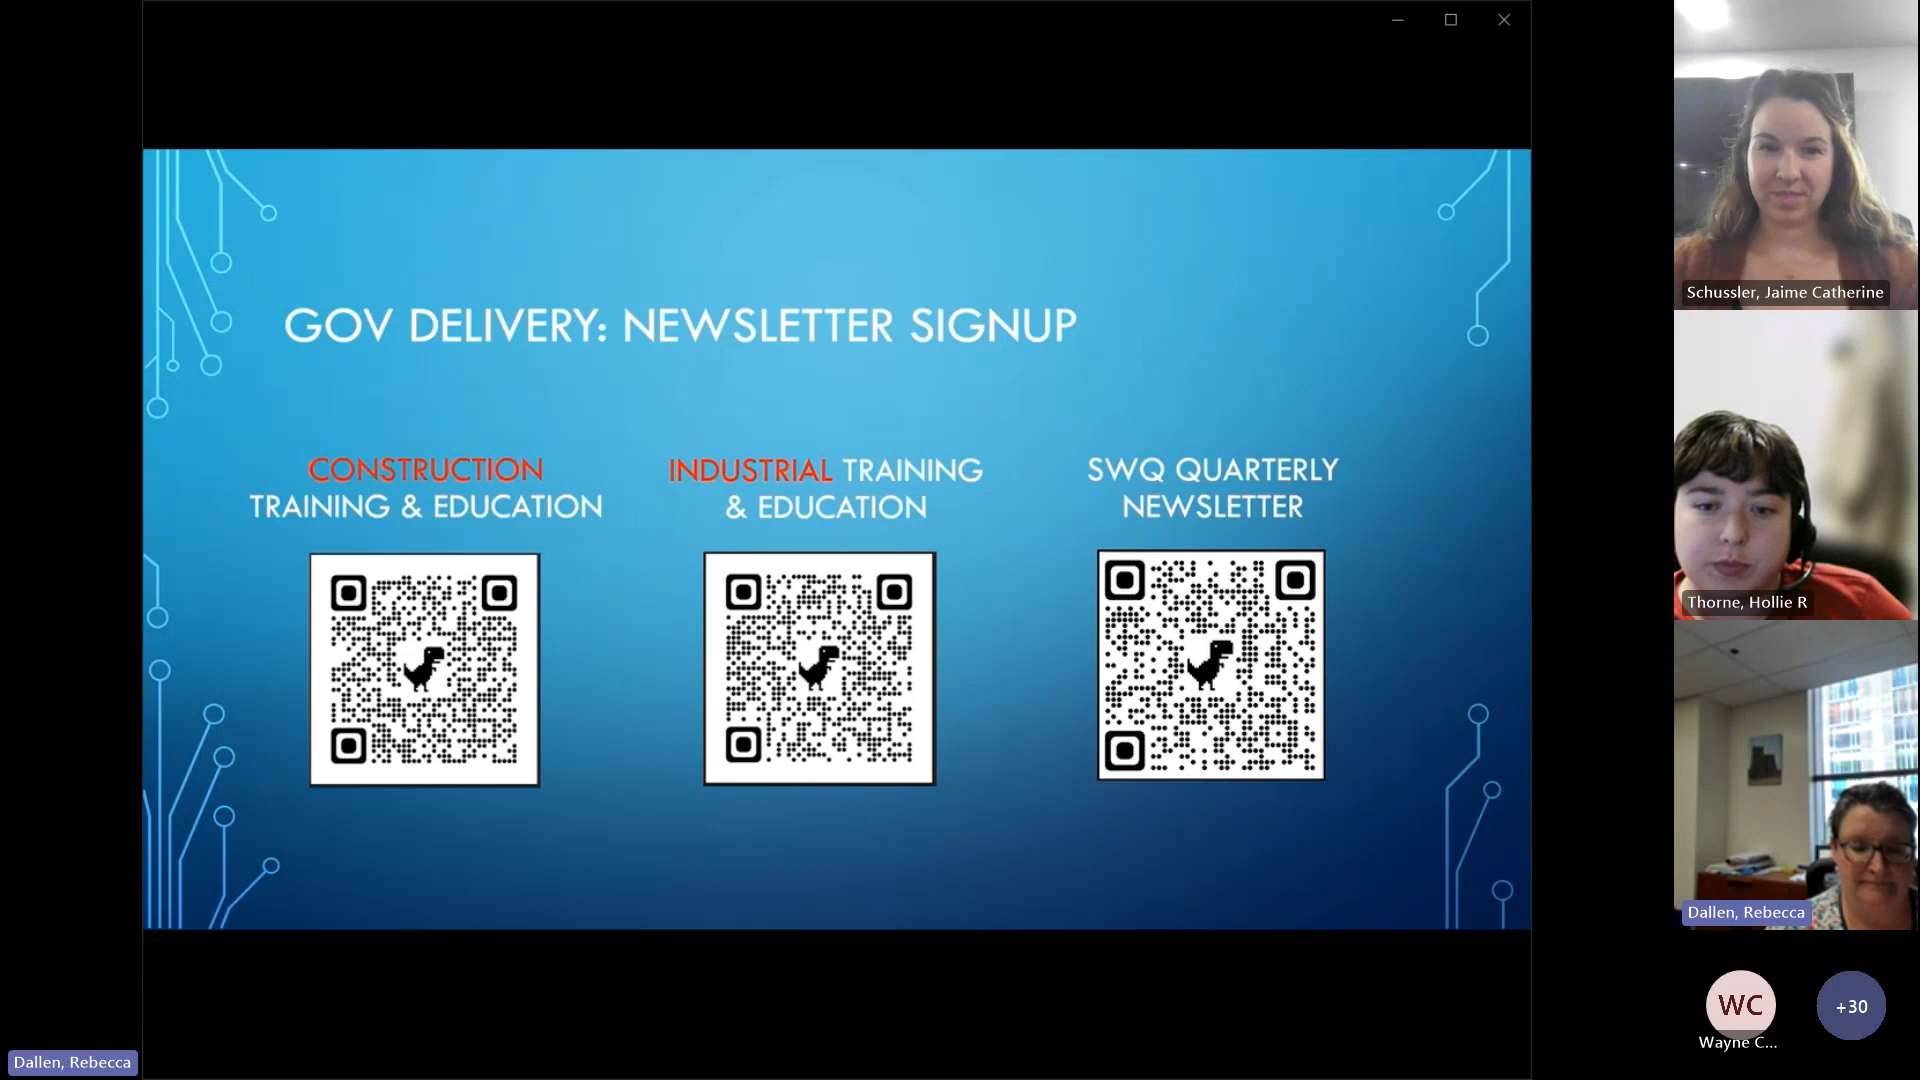 GOV DELIVERY: NEWSLETTER SIGNUP
CONSTRUCTION
TRAINING & EDUCATION
INDUSTRIAL TRAINING
& EDUCATION
SWQ QUARTERLY
NEWSLETTER
Schussler, Jaime Catherine
Thorne, Hollie R
Dallen, Rebecca
WC
+30
Wayne C...
Dallen, Rebecca